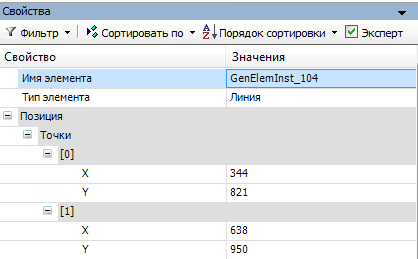 Свойства
Фильтр Сортировать по Порядок сортировки Эксперт
Свойство Значения
Имя элемента GenElemInst_104
Тип элемента Линия
Позиция
Точки
[0]
X 344
Y 821
[1]
X 638
Y 950